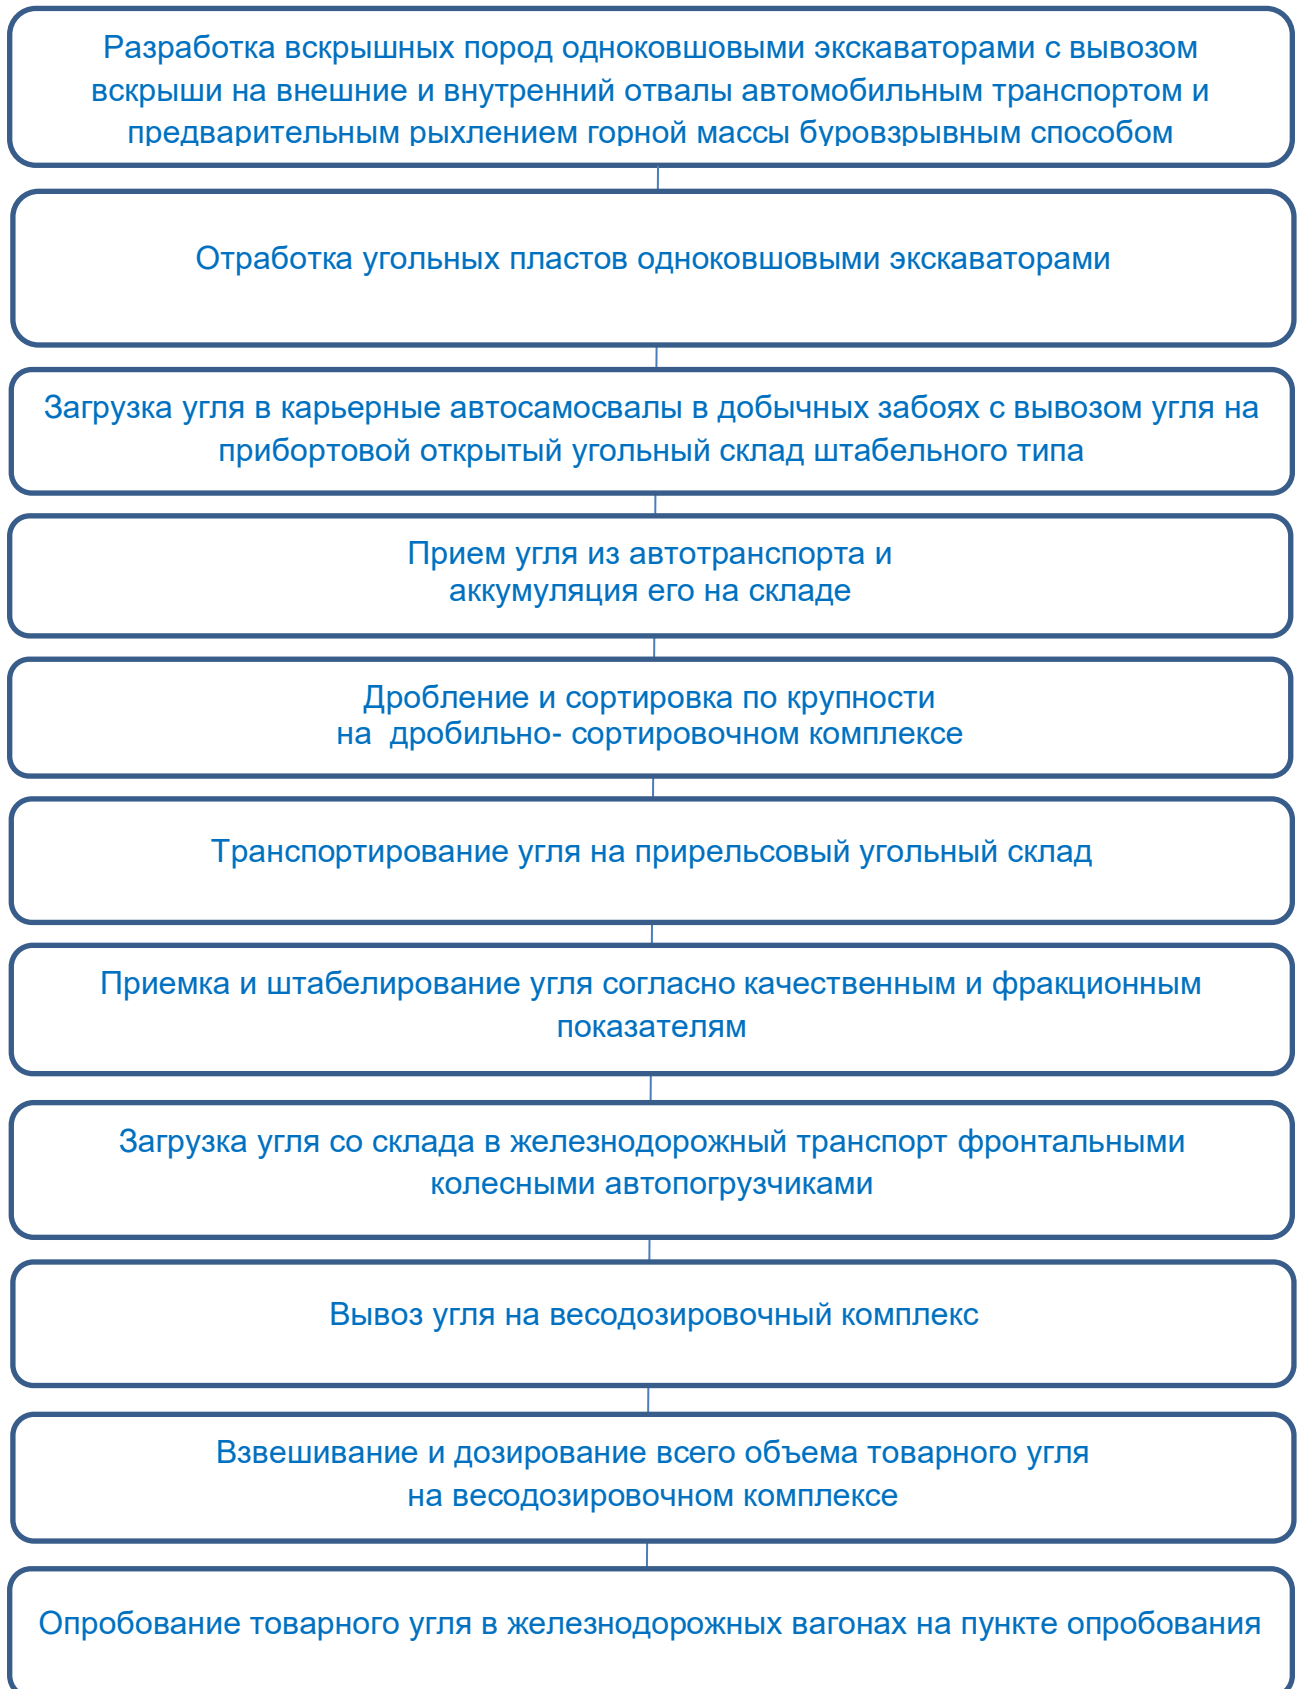 Разработка вскрышных пород одноковшовыми экскаваторами с вывозом
вскрыши на внешние и внутренний отвалы автомобильным транспортом и
предварительным рыхлением горной массы буровзрывным способом
Отработка угольных пластов одноковшовыми экскаваторами
Загрузка угля в карьерные автосамосвалы в добычных забоях с вывозом угля на
прибортовой открытый угольный склад штабельного типа
Прием угля из автотранспорта и
аккумуляция его на складе
Дробление и сортировка по крупности
на  дробильно- сортировочном комплексе
Транспортирование угля на прирельсовый угольный склад
Приемка и штабелирование угля согласно качественным и фракционным
показателям
Загрузка угля со склада в железнодорожный транспорт фронтальными
колесными автопогрузчиками
Вывоз угля на весодозировочный комплекс
Взвешивание и дозирование всего объема товарного угля
на весодозировочном комплексе
Опробование товарного угля в железнодорожных вагонах на пункте опробования